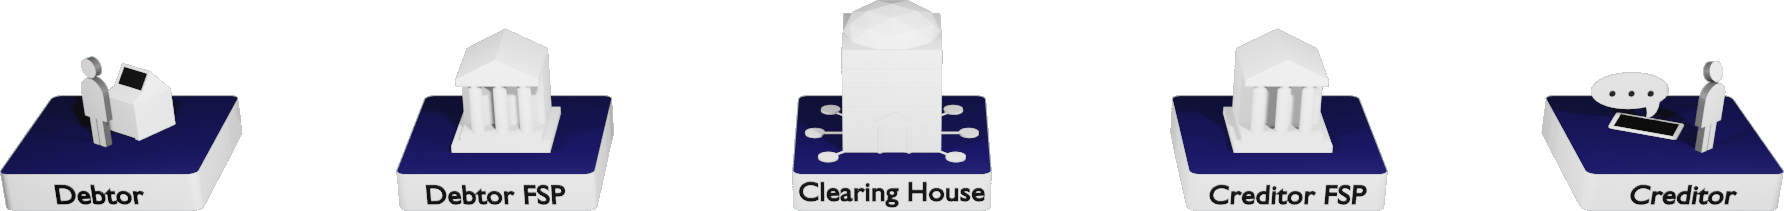 Debtor
Debtor FSP
Clearing House
Creditor FSP
Creditor